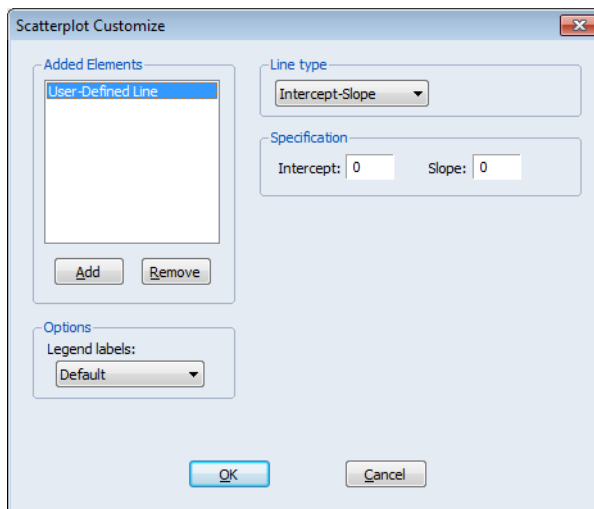 Scatterplot Customize
Added Elements
User-Defined Line
Add
Remove
Options
Legend labels:
Default
Line type
Intercept-Slope
Specification
Intercept: 0 Slope: 0
OK
Cancel